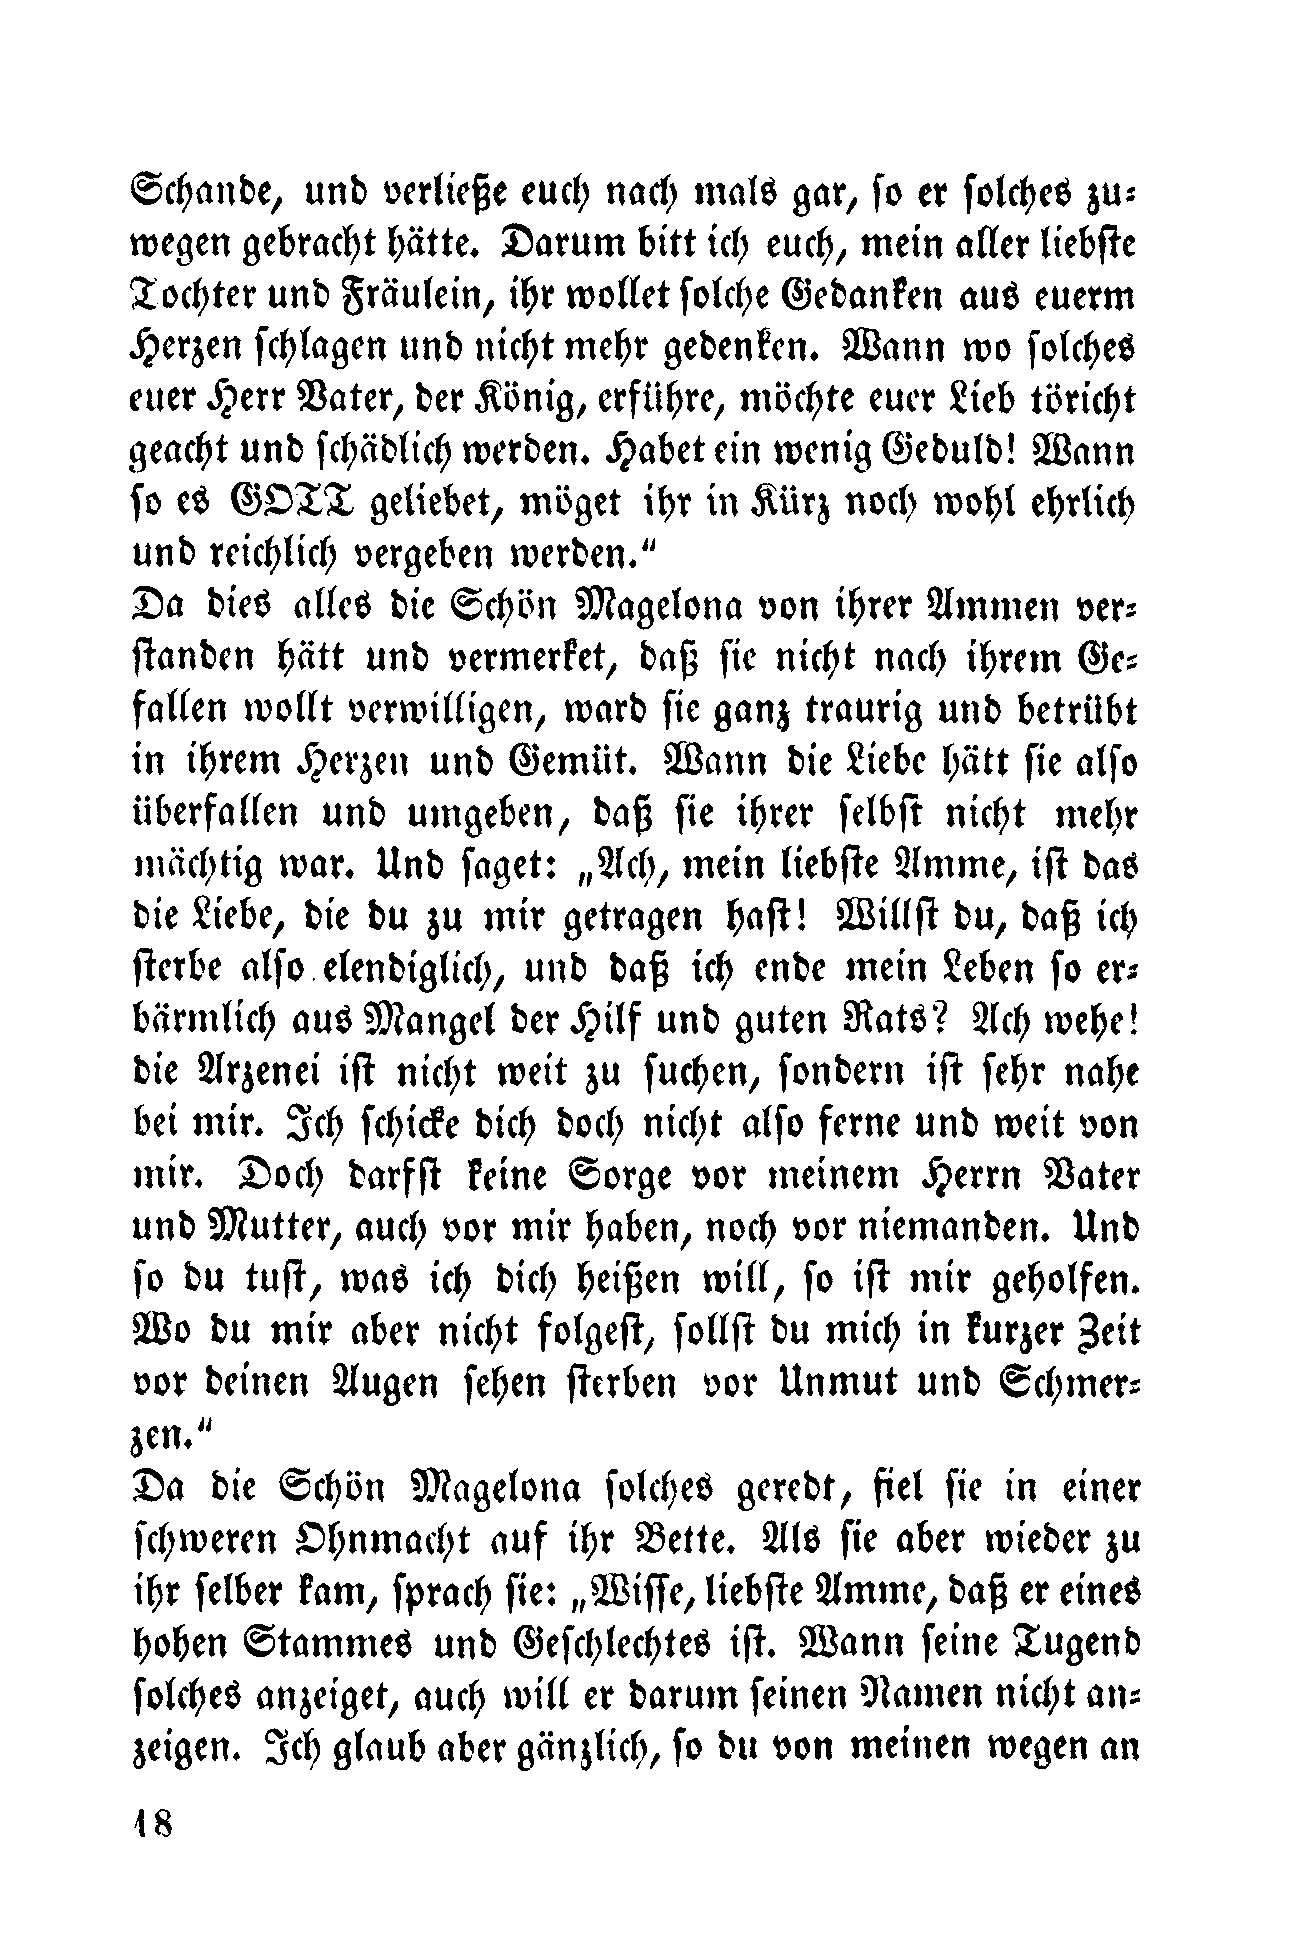 Schande, und verließe euch nach mals gar, so er solches zu-
wegen gebracht hätte. Darum bitt ich euch, mein aller liebste
Tochter und Fräulein, ihr wollet solche Gedanken aus euerm
Herzen schlagen und nicht mehr gedenken. Wann wo solches
euer Herr Vater, der König, erführe, möchte euer Lieb töricht
geacht und schädlich werden. Habet ein wenig Geduld! Wann
so es GOTT geliebet, möget ihr in Kürz noch wohl ehrlich
und reichlich vergeben werden.“
Da dies alles die Schön Magelona von ihrer Ammen ver-
standen hätt und vermerket, daß sie nicht nach ihrem Ge-
fallen wollt verwilligen, ward sie ganz traurig und betrübt
in ihrem Herzen und Gemüt. Wann die Liebe hätt sie also
überfallen und umgeben, daß sie ihrer selbst nicht mehr
mächtig war. Und saget: „Ach, mein liebste Amme, ist das
die Liebe, die du zu mir getragen hast! Willst du, daß ich
sterbe also elendiglich, und daß ich ende mein Leben so er-
bärmlich aus Mangel der Hilf und guten Rats? Ach wehe!
die Arzenei ist nicht weit zu suchen, sondern ist sehr nahe
bei mir. Ich schicke dich doch nicht also ferne und weit von
mir. Doch darfst keine Sorge vor meinem Herrn Vater
und Mutter, auch vor mir haben, noch vor niemanden. Und
so du tust, was ich dich heißen will, so ist mir geholfen.
Wo du mir aber nicht folgest, sollst du mich in kurzer Zeit
vor deinen Augen sehen sterben vor Unmut und Schmer-
zen.“
Da die Schön Magelona solches geredt, fiel sie in einer
schweren Ohnmacht auf ihr Bette. Als sie aber wieder zu
ihr selber kam, sprach sie: „Wisse, liebste Amme, daß er eines
hohen Stammes und Geschlechtes ist. Wann seine Tugend
solches anzeiget, auch will er darum seinen Namen nicht an-
zeigen. Ich glaub aber gänzlich, so du von meinen wegen an
18